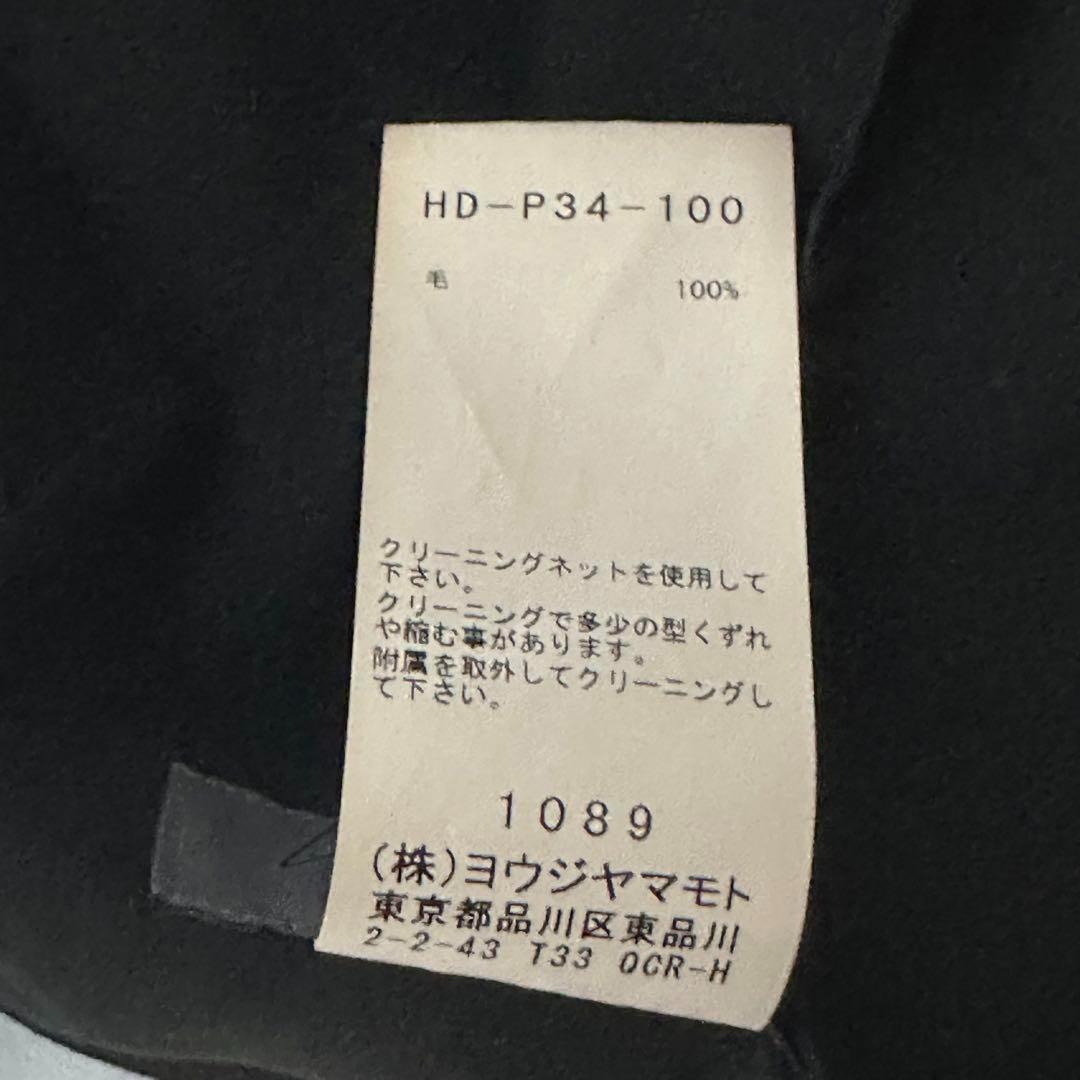 HD-P34-100
毛 100%
クリーニングネットを使用して
下さい。
クリーニングで多少の型くずれ
や縮む事があります。
附属を取外してクリーニングし
て下さい。
1089
(株)ヨウジヤマモト
東京都品川区東品川
2-2-43 T33 OCR-H